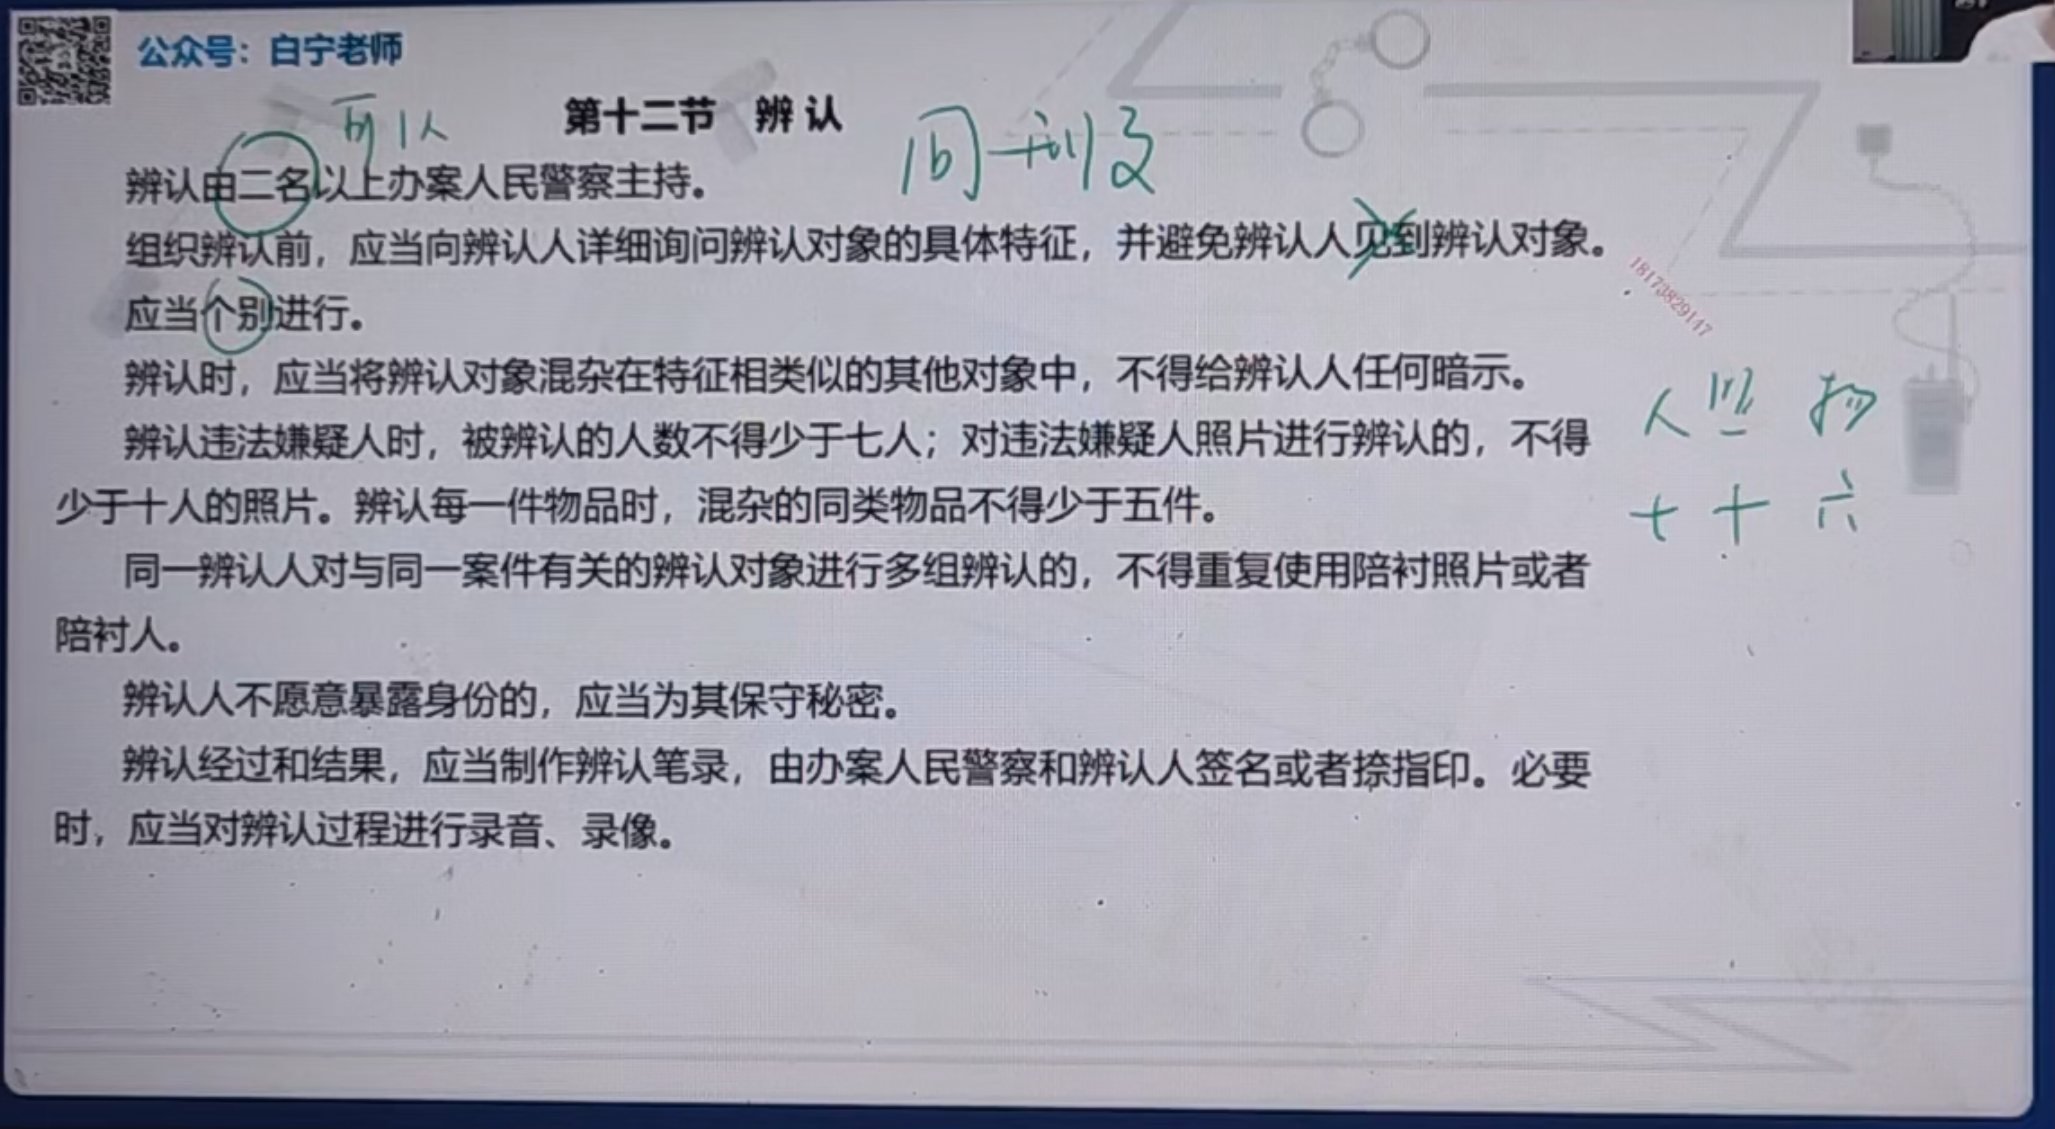 公众号：白宁老师
第十二节 辨 认
同刑
辨认由二名以上办案人民警察主持。
组织辨认前，应当向辨认人详细询问辨认对象的具体特征，并避免辨认人见到辨认对象。
18173829147
应当个别进行。
辨认时，应当将辨认对象混杂在特征相类似的其他对象中，不得给辨认人任何暗示。
人 照 物
辨认违法嫌疑人时，被辨认的人数不得少于七人；对违法嫌疑人照片进行辨认的，不得
少于十人的照片。辨认每一件物品时，混杂的同类物品不得少于五件。
七 十 六
同一辨认人对与同一案件有关的辨认对象进行多组辨认的，不得重复使用陪衬照片或者
陪衬人。
辨认人不愿意暴露身份的，应当为其保守秘密。
辨认经过和结果，应当制作辨认笔录，由办案人民警察和辨认人签名或者捺指印。必要
时，应当对辨认过程进行录音、录像。